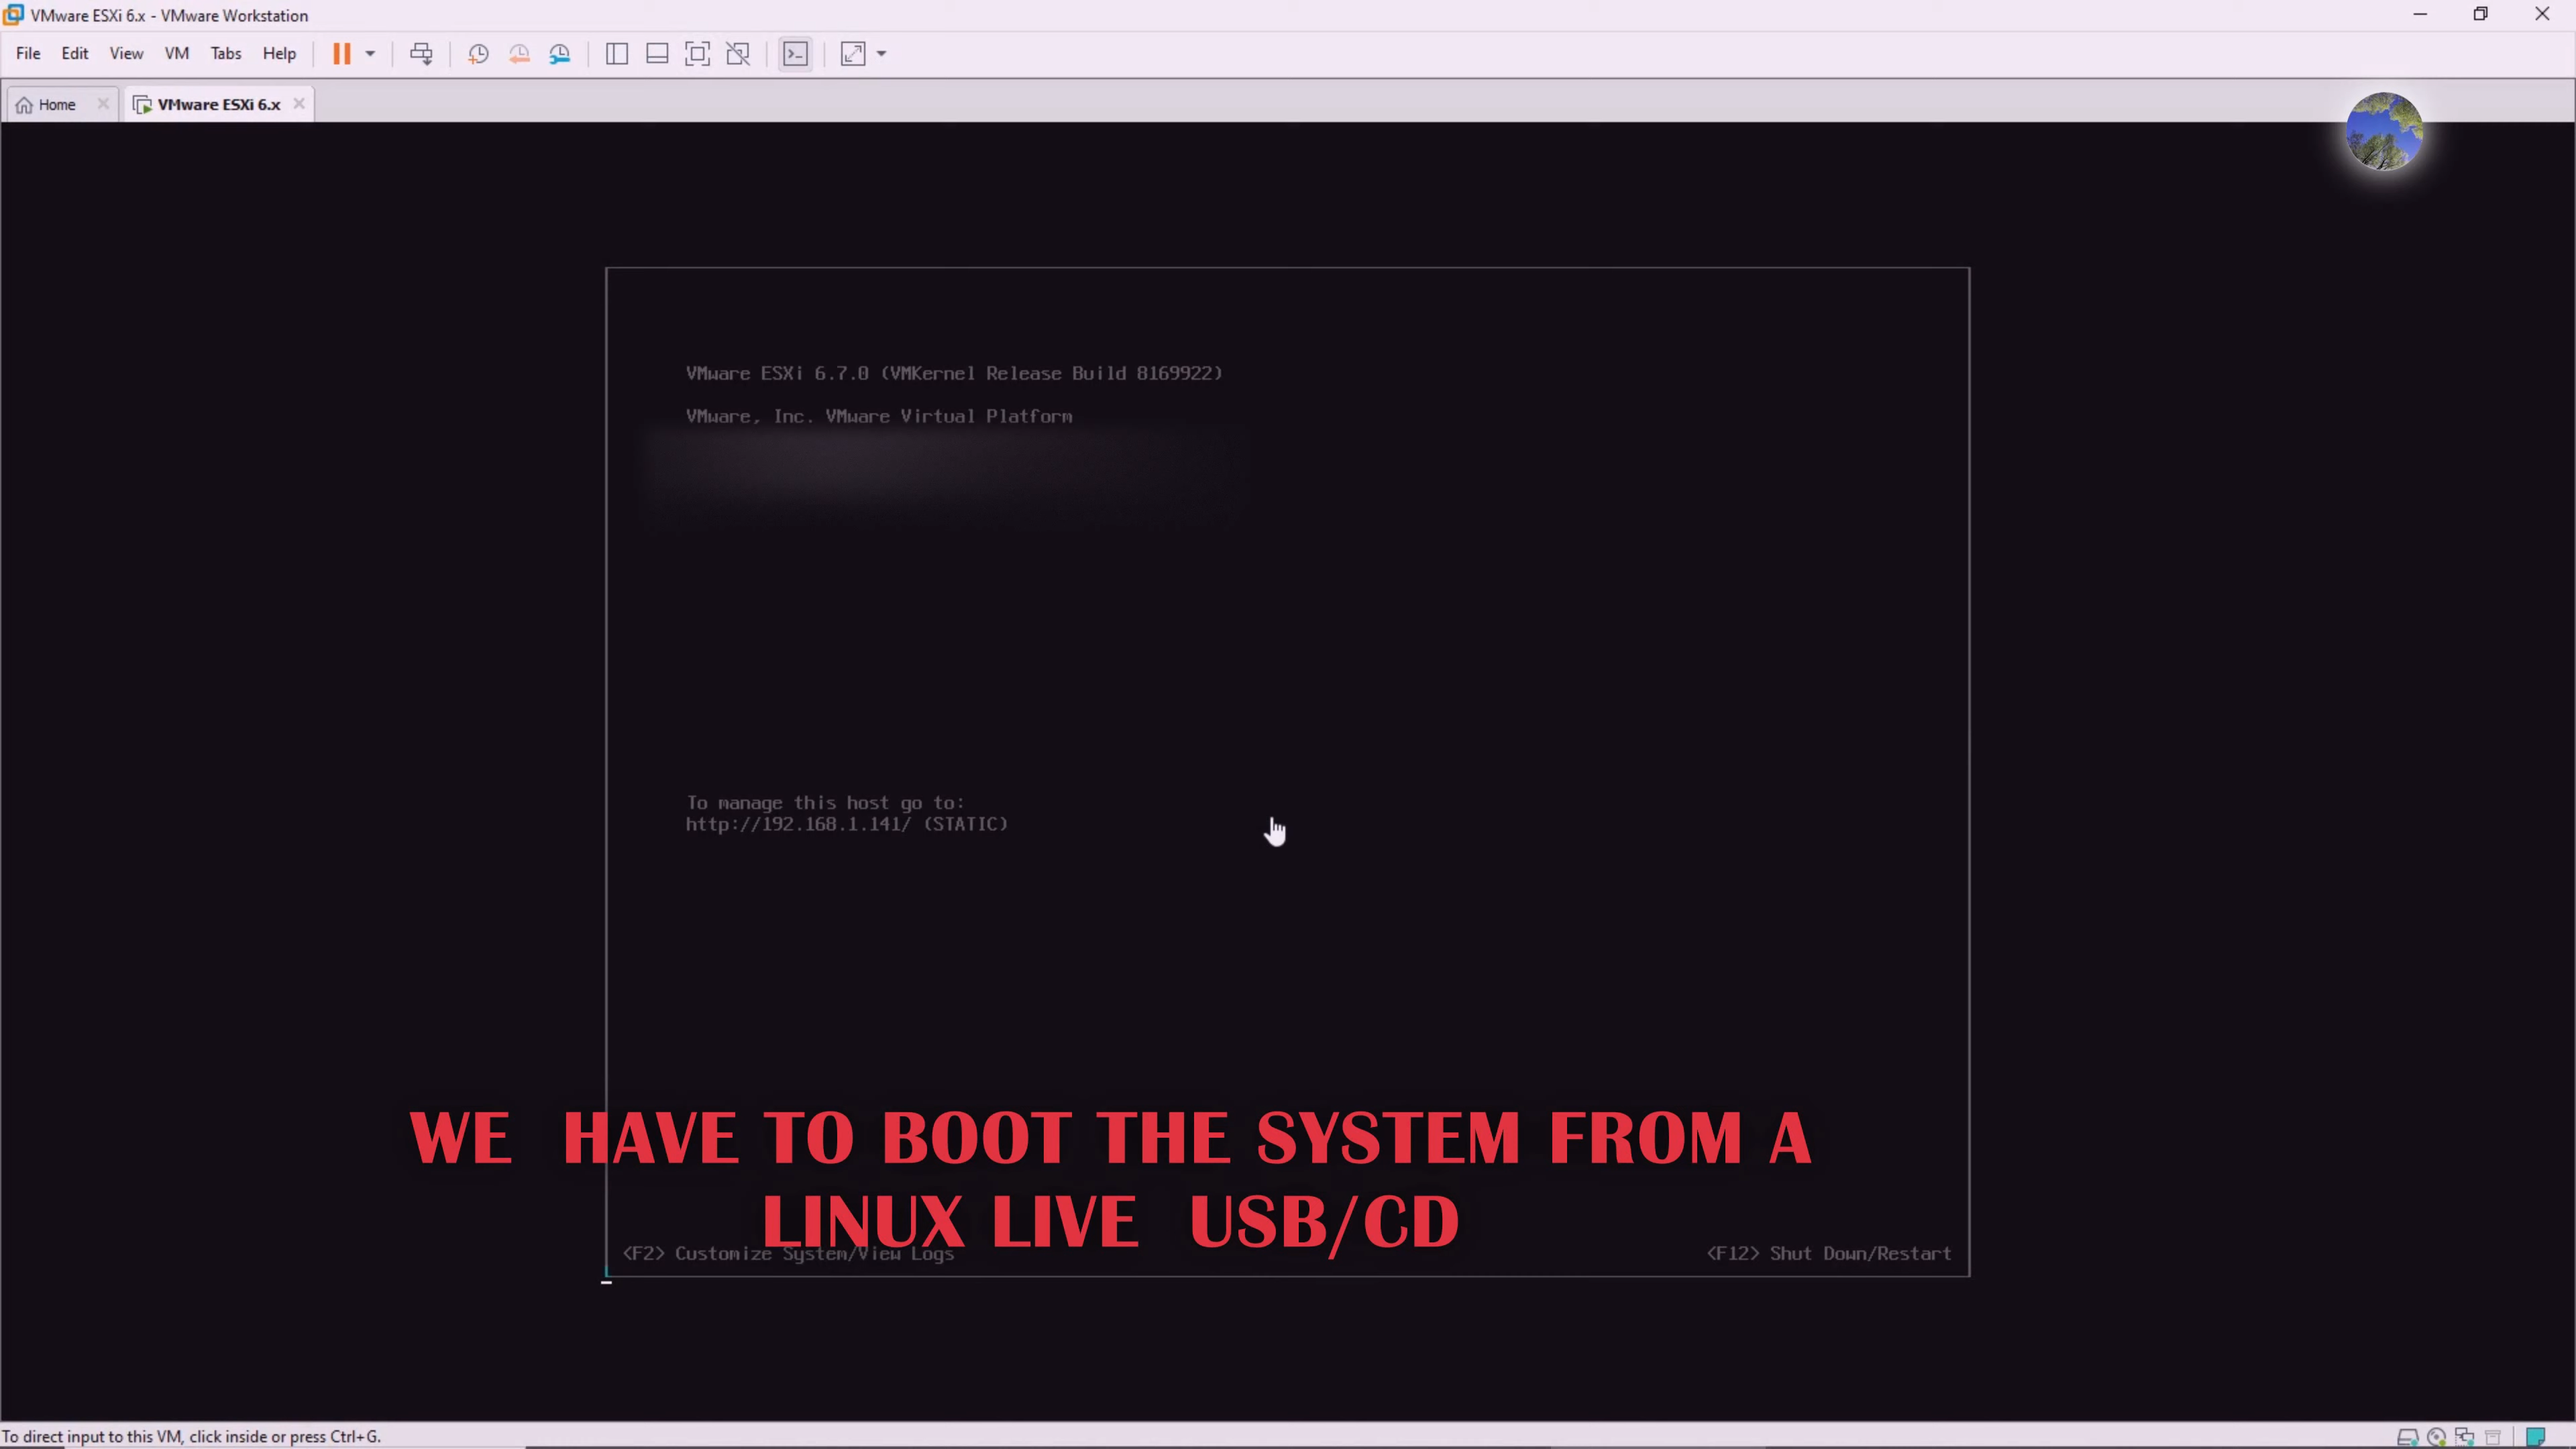 VMware ESXi 6.x - VMware Workstation
File Edit View VM Tabs Help
Home VMware ESXi 6.x
VMware ESXi 6.7.0 (VMKernel Release Build 8169922)
VMware, Inc. VMware Virtual Platform
To manage this host go to:
http://192.168.1.141/ (STATIC)
WE HAVE TO BOOT THE SYSTEM FROM A
LINUX LIVE USB/CD
<F2> Customize System/View Logs <F12> Shut Down/Restart
To direct input to this VM, click inside or press Ctrl+G.